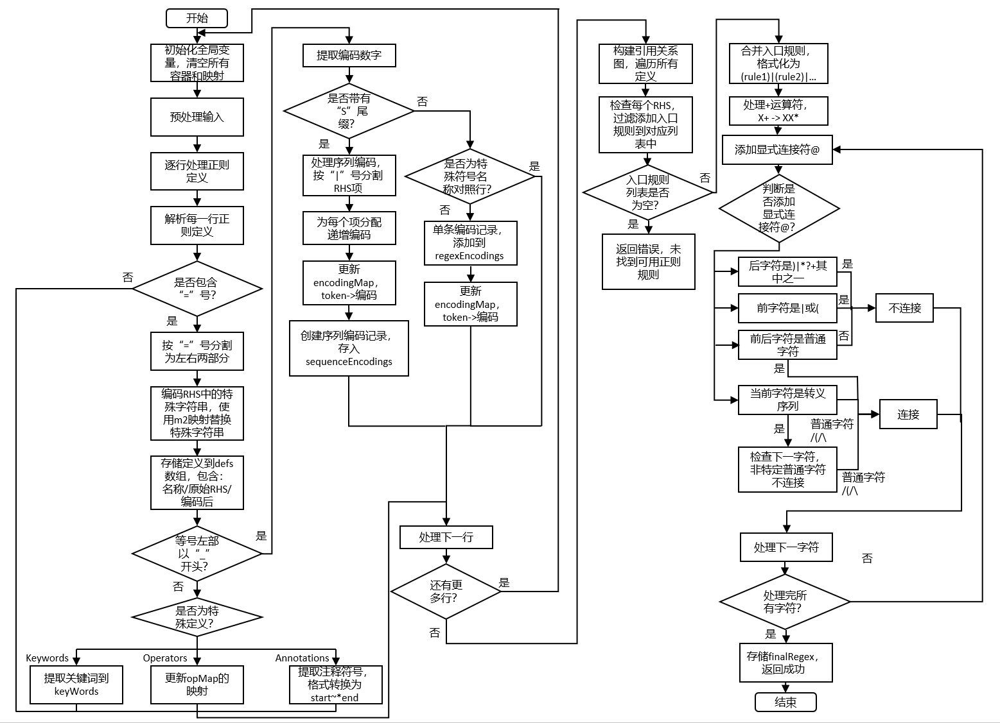 开始
初始化全局变
量，清空所有
容器和映射
预处理输入
逐行处理正则
定义
解析每一行正
则定义
否
是否包含
“=”号？
是
按“=”号分割
为左右两部分
编码RHS中的特
殊字符串，使
用m2映射替换
特殊字符串
存储定义到defs
数组，包含：
名称/原始RHS/
编码后
等号左部
以“_”
开头？
是
否
是否为特
殊定义？
Keywords
Operators
Annotations
提取关键词到
keyWords
更新opMap的
映射
提取注释符号，
格式转换为
start~*end
提取编码数字
是否带有
“S”尾
缀？
否
是
处理序列编码，
按“|”号分割
RHS项
为每个项分配
递增编码
更新
encodingMap，
token->编码
创建序列编码记录，
存入
sequenceEncodings
是否为特
殊符号名
称对照行？
是
否
单条编码记录，
添加到
regexEncodings
更新
encodingMap，
token->编码
处理下一行
还有更
多行？
是
否
构建引用关系
图，遍历所有
定义
检查每个RHS，
过滤添加入口
规则到对应列
表中
入口规则
列表是否
为空？
否
是
返回错误，未
找到可用正则
规则
合并入口规则，
格式化为
(rule1)|(rule2)|...
处理+运算符，
X+ -> XX*
添加显式连接符@
判断是
否添加
显式连
接符@？
后字符是)|*?+其
中之一
是
前字符是|或(
是
不连接
前后字符是普通
字符
否
是
当前字符是转义
序列
连接
是
普通字符
/(/\
检查下一字符，
非特定普通字符
不连接
普通字符
/(/\
处理下一字符
否
处理完所
有字符？
是
存储finalRegex，
返回成功
结束